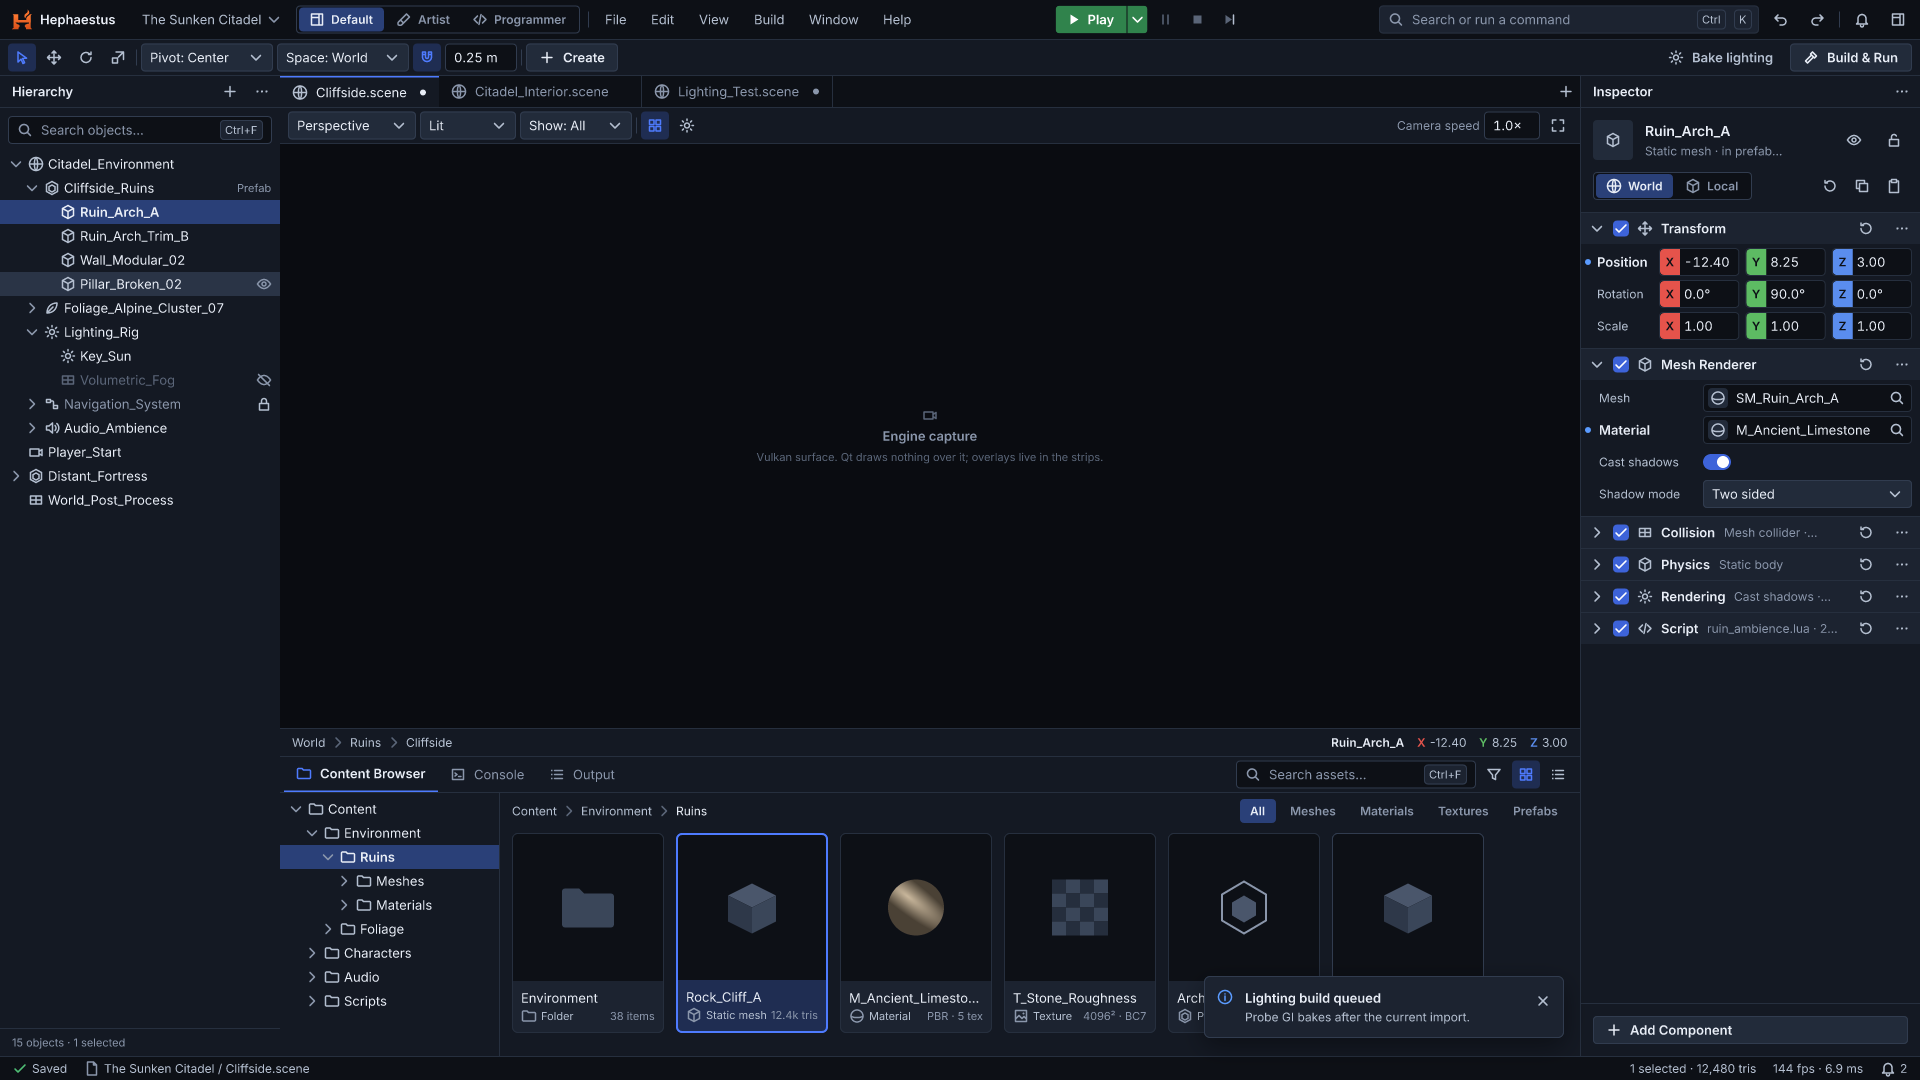 Hephaestus
The Sunken Citadel
Default
Artist
Programmer
File
Edit
View
Build
Window
Help
Play
Search or run a command
Ctrl
K
Pivot: Center
Space: World
0.25 m
Create
Bake lighting
Build & Run
Hierarchy
Search objects...
Ctrl+F
Citadel_Environment
Cliffside_Ruins
Prefab
Ruin_Arch_A
Ruin_Arch_Trim_B
Wall_Modular_02
Pillar_Broken_02
Foliage_Alpine_Cluster_07
Lighting_Rig
Key_Sun
Volumetric_Fog
Navigation_System
Audio_Ambience
Player_Start
Distant_Fortress
World_Post_Process
15 objects · 1 selected
Cliffside.scene
Citadel_Interior.scene
Lighting_Test.scene
Perspective
Lit
Show: All
Camera speed
1.0×
Engine capture
Vulkan surface. Qt draws nothing over it; overlays live in the strips.
World
Ruins
Cliffside
Ruin_Arch_A X -12.40 Y 8.25 Z 3.00
Content Browser
Console
Output
Search assets...
Ctrl+F
Content
Environment
Ruins
Meshes
Materials
Foliage
Characters
Audio
Scripts
Content
Environment
Ruins
All
Meshes
Materials
Textures
Prefabs
Environment
Folder 38 items
Rock_Cliff_A
Static mesh 12.4k tris
M_Ancient_Limesto...
Material PBR · 5 tex
T_Stone_Roughness
Texture 4096² · BC7
Arch
P
Lighting build queued
Probe GI bakes after the current import.
Inspector
Ruin_Arch_A
Static mesh · in prefab...
World
Local
Transform
Position X -12.40 Y 8.25 Z 3.00
Rotation X 0.0° Y 90.0° Z 0.0°
Scale X 1.00 Y 1.00 Z 1.00
Mesh Renderer
Mesh SM_Ruin_Arch_A
Material M_Ancient_Limestone
Cast shadows
Shadow mode Two sided
Collision Mesh collider ·...
Physics Static body
Rendering Cast shadows ·...
Script ruin_ambience.lua · 2...
Add Component
Saved
The Sunken Citadel / Cliffside.scene
1 selected · 12,480 tris
144 fps · 6.9 ms
2